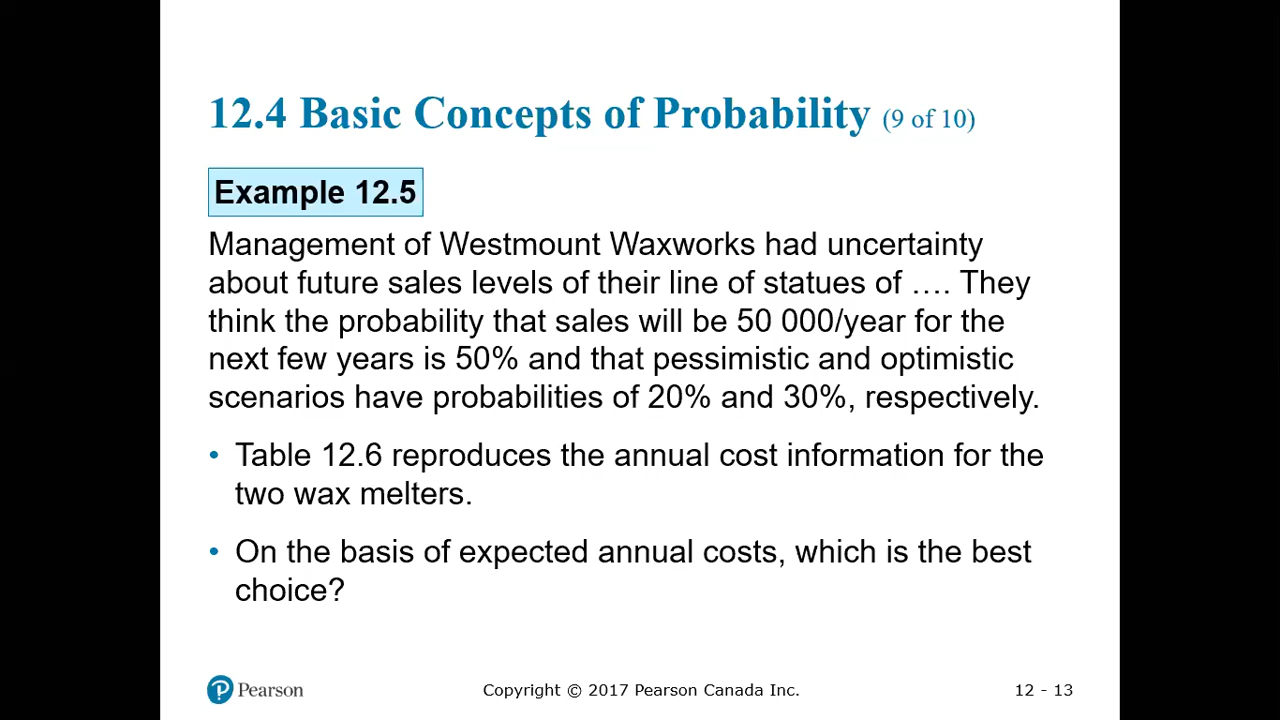 12.4 Basic Concepts of Probability (9 of 10)
Example 12.5
Management of Westmount Waxworks had uncertainty
about future sales levels of their line of statues of …. They
think the probability that sales will be 50 000/year for the
next few years is 50% and that pessimistic and optimistic
scenarios have probabilities of 20% and 30%, respectively.
• Table 12.6 reproduces the annual cost information for the
two wax melters.
• On the basis of expected annual costs, which is the best
choice?
P Pearson
Copyright © 2017 Pearson Canada Inc.
12 - 13